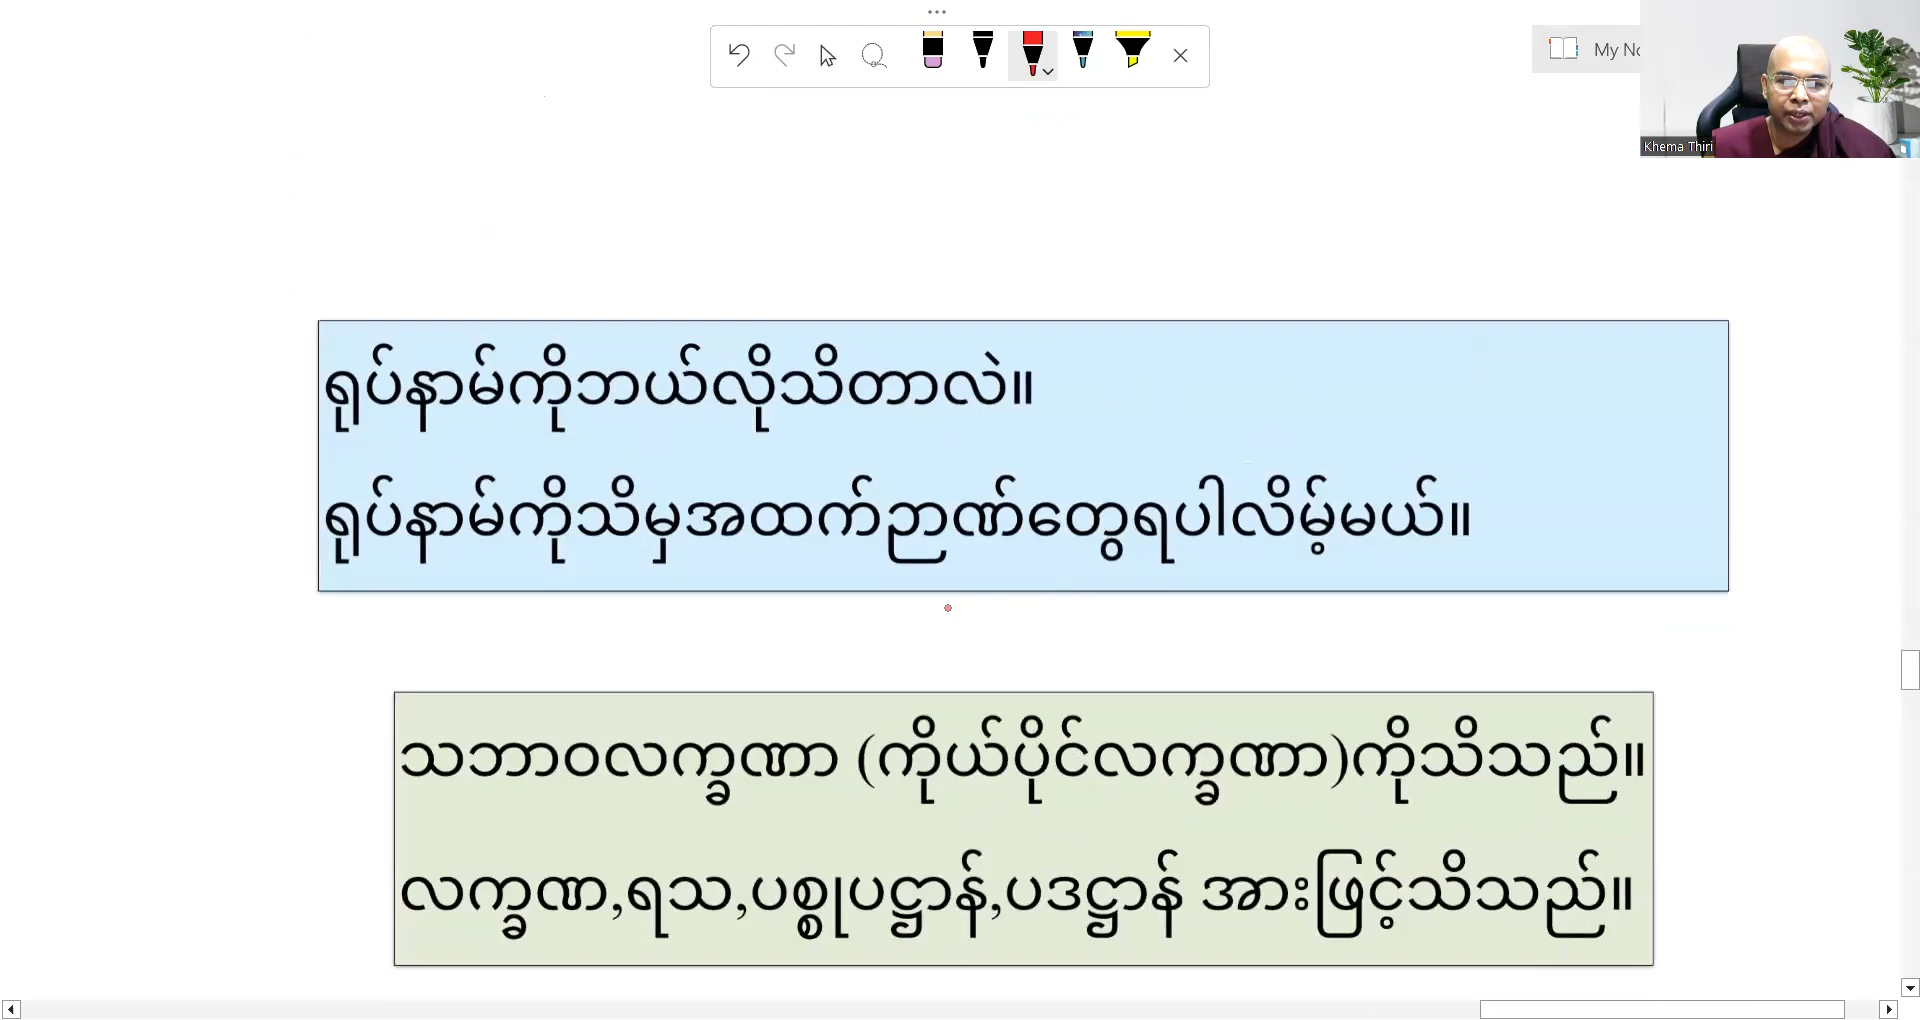 My No
Khema Thiri
ရုပ်နာမ်ကိုဘယ်လိုသိတာလဲ။
ရုပ်နာမ်ကိုသိမှအထက်ဉာဏ်တွေရပါလိမ့်မယ်။
သဘာဝလက္ခဏာ (ကိုယ်ပိုင်လက္ခဏာ)ကိုသိသည်။
လက္ခဏ,ရသ,ပစ္စုပဋ္ဌာန်,ပဒဋ္ဌာန် အားဖြင့်သိသည်။